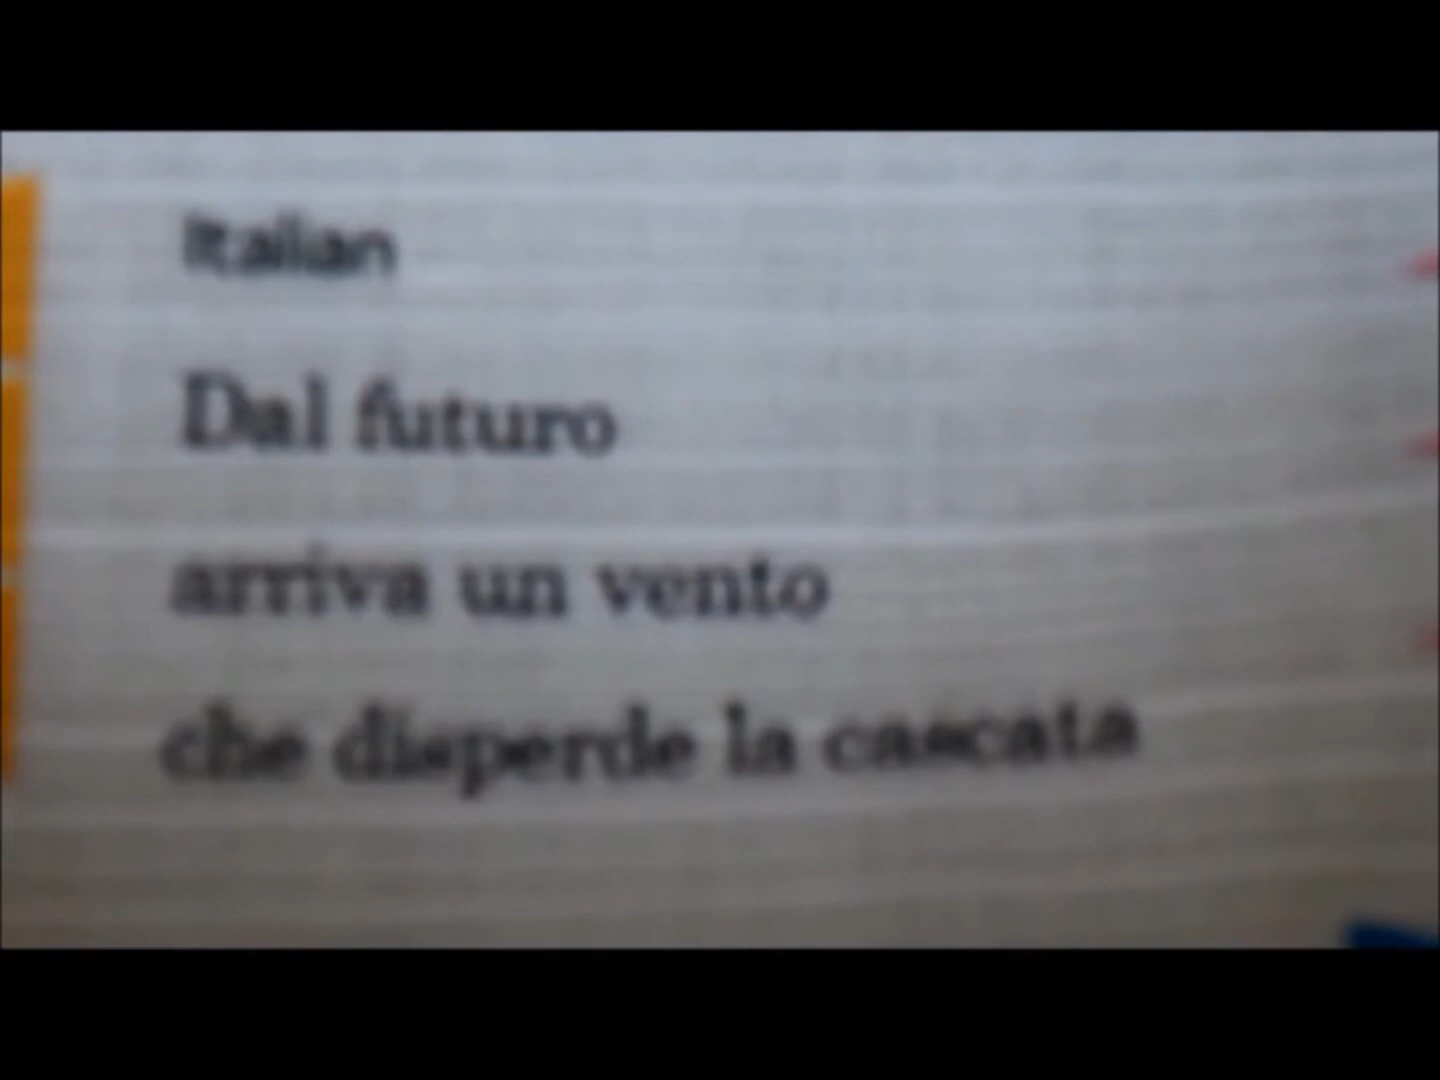 Italian
Dal futuro
arriva un vento
che disperde la cascata